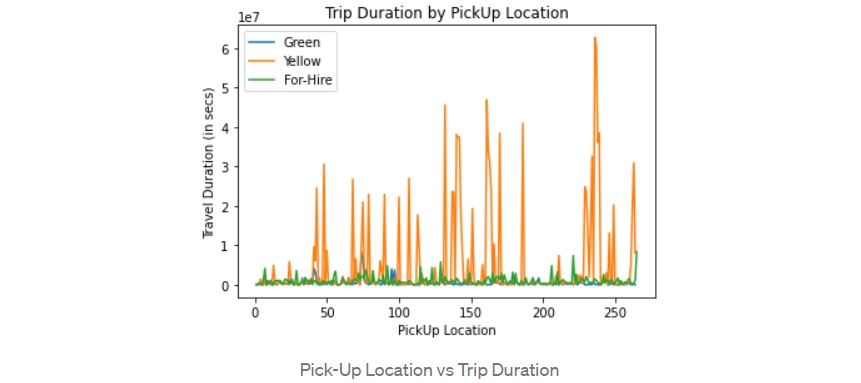 Trip Duration by PickUp Location
1e7
Green
Yellow
For-Hire
6
5
4
3
2
1
0
Travel Duration (in secs)
0 50 100 150 200 250
PickUp Location
Pick-Up Location vs Trip Duration